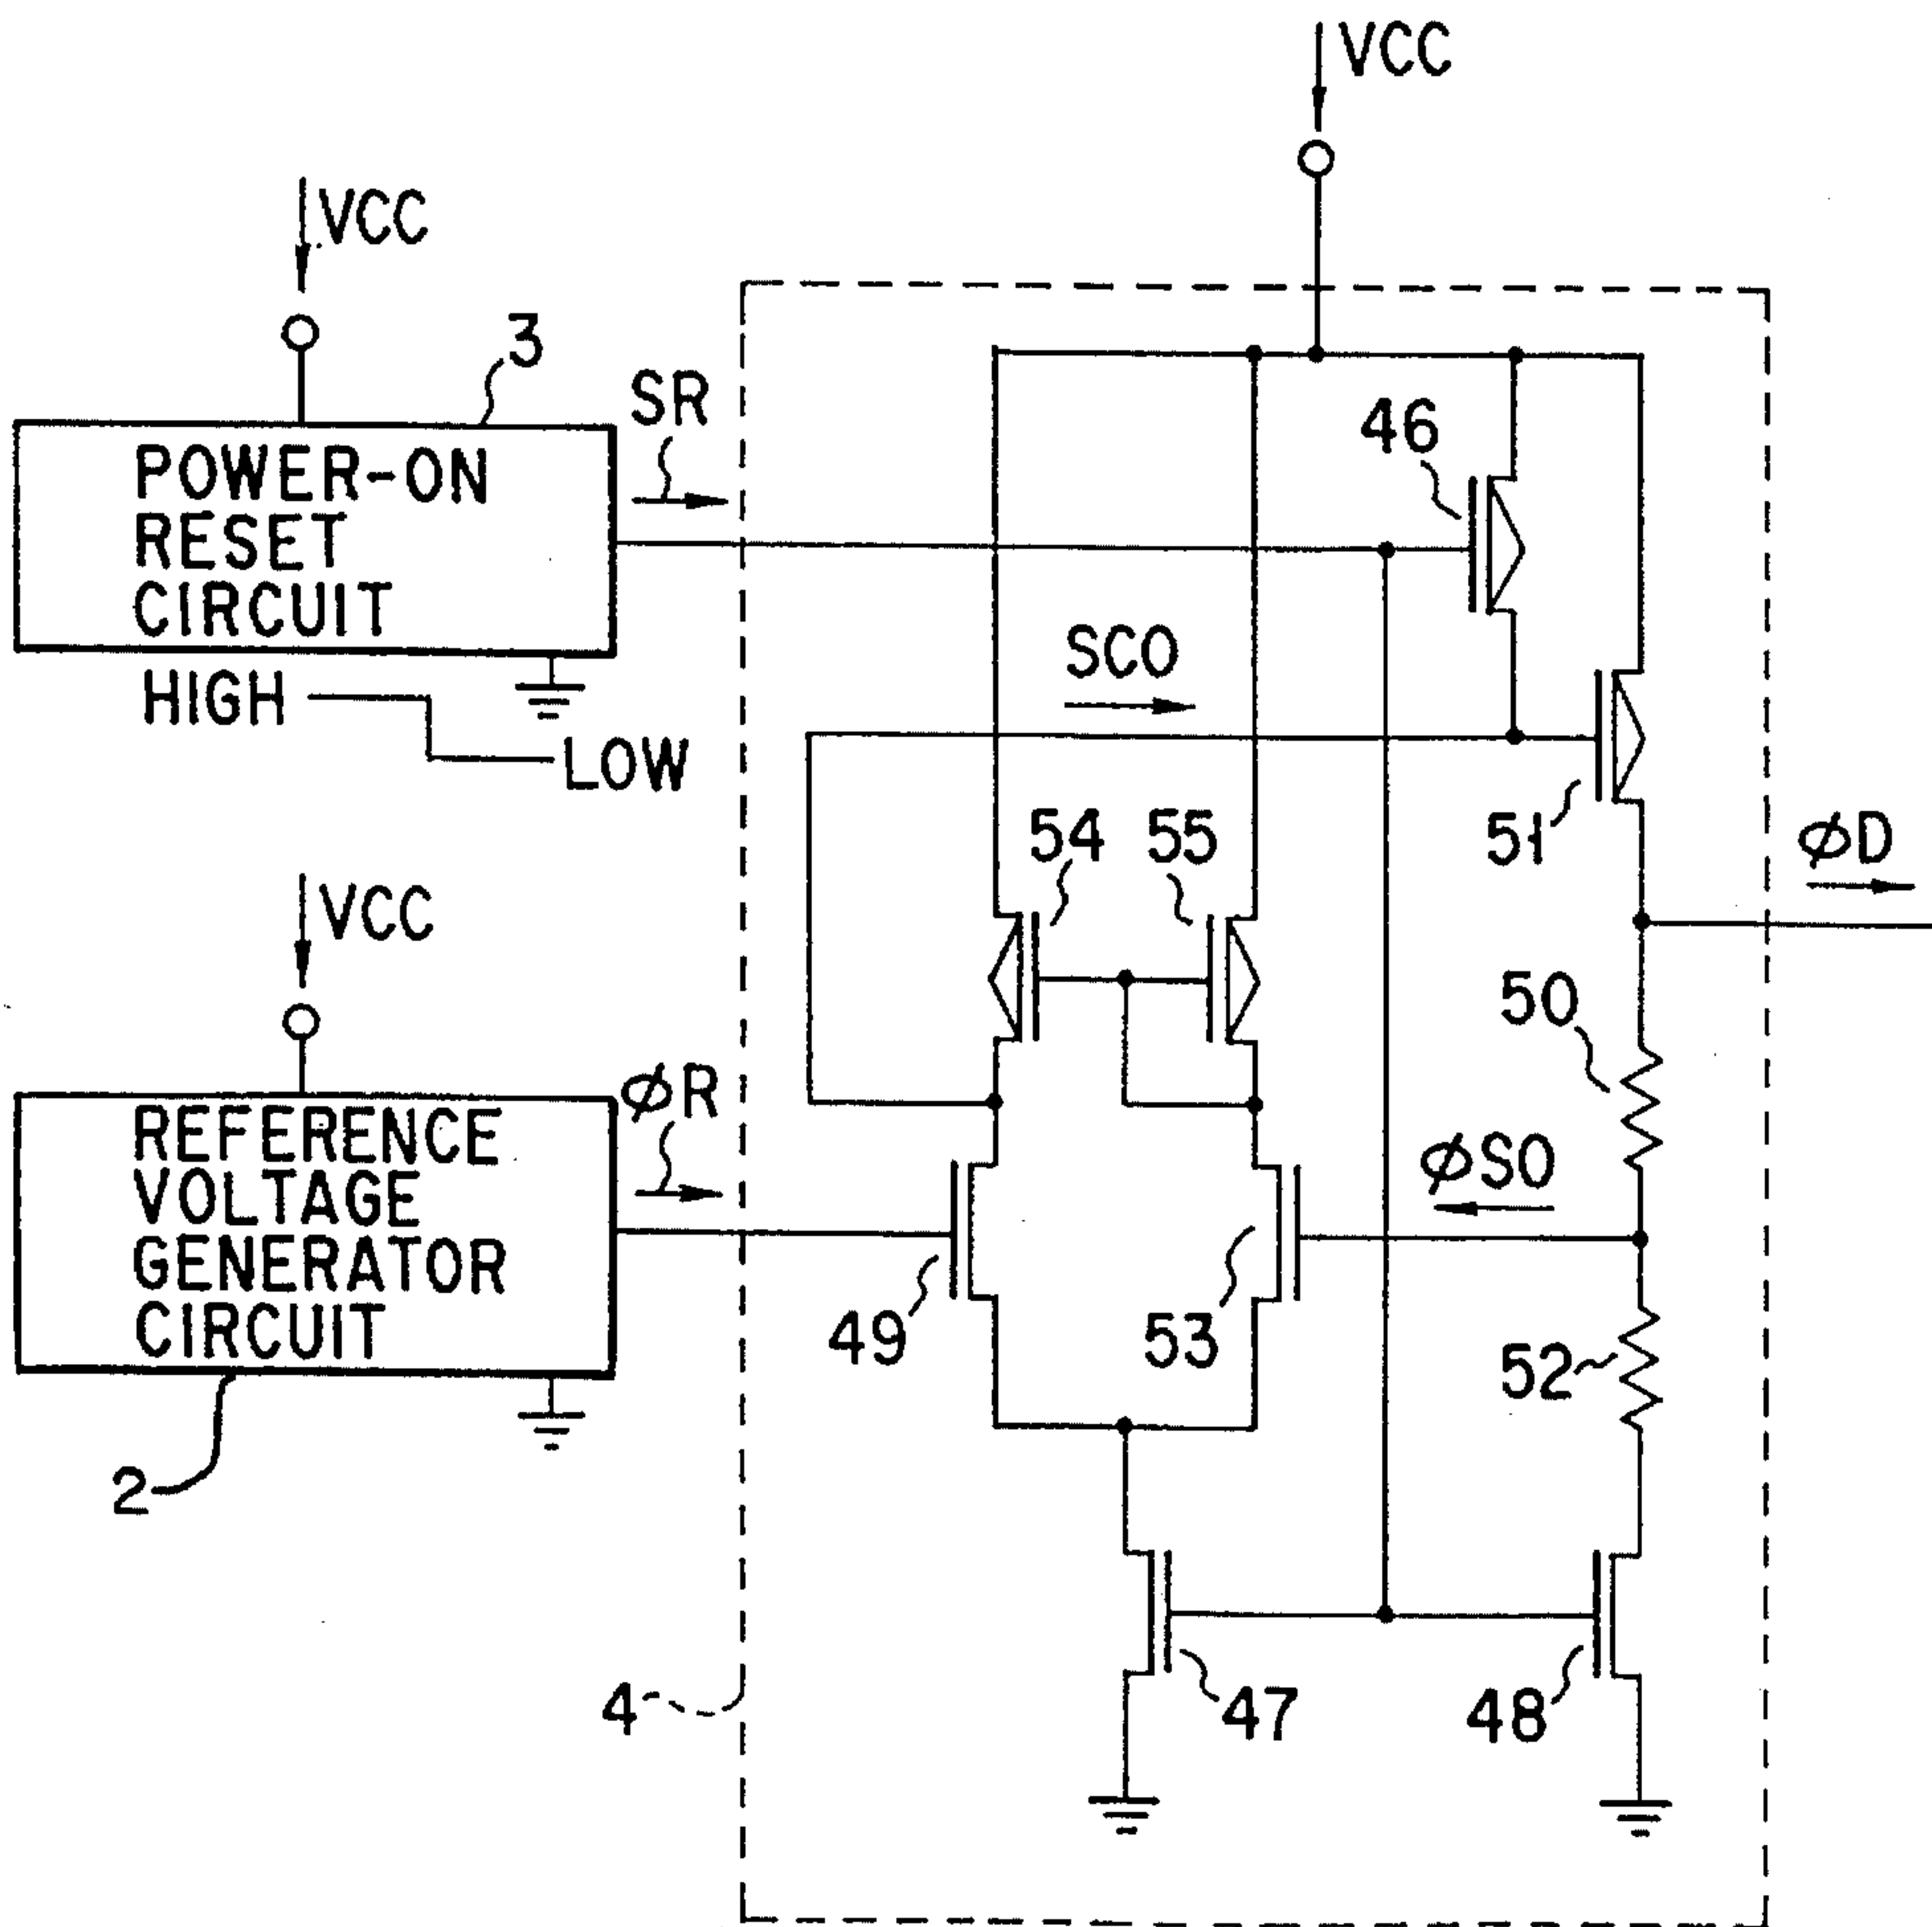 VCC
VCC
3
SR
POWER-ON
RESET
CIRCUIT
46
HIGH
LOW
SCO
51
φD
54
55
VCC
50
φR
REFERENCE
VOLTAGE
GENERATOR
CIRCUIT
φSO
49
53
52
2
4
47
48